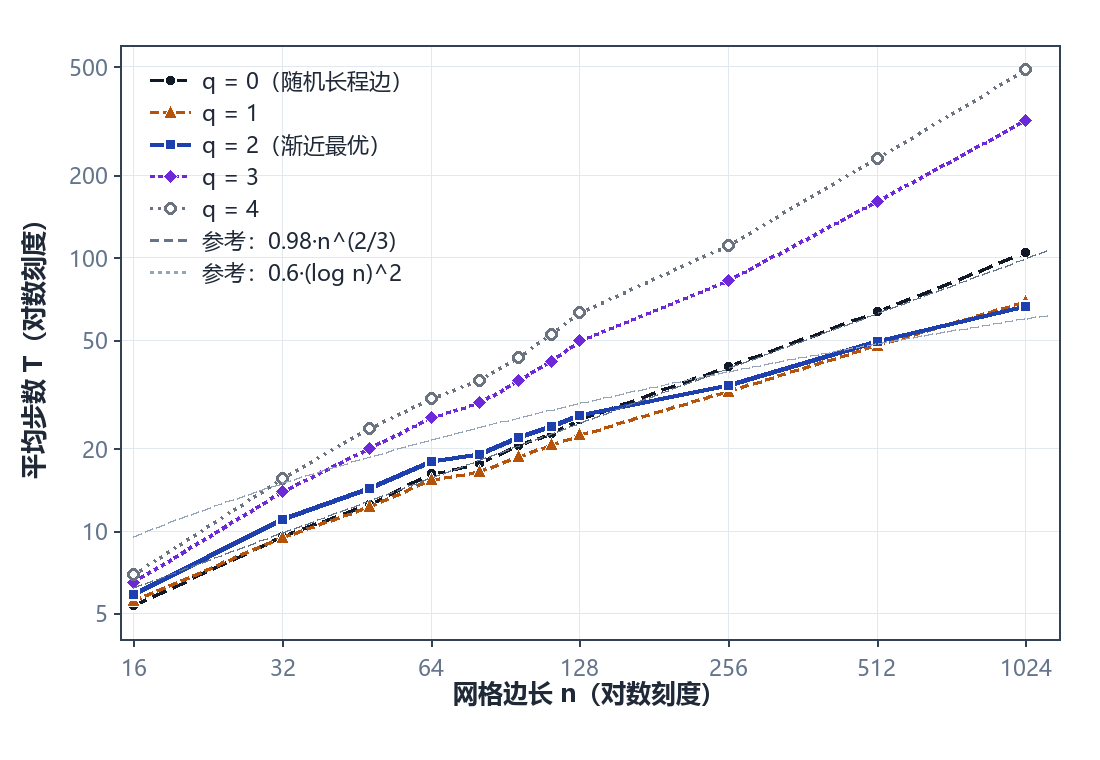 500
200
100
50
20
10
5
平均步数 T（对数刻度）
q = 0（随机长程边）
q = 1
q = 2（渐近最优）
q = 3
q = 4
参考：0.98·n^(2/3)
参考：0.6·(log n)^2
16 32 64 128 256 512 1024
网格边长 n（对数刻度）